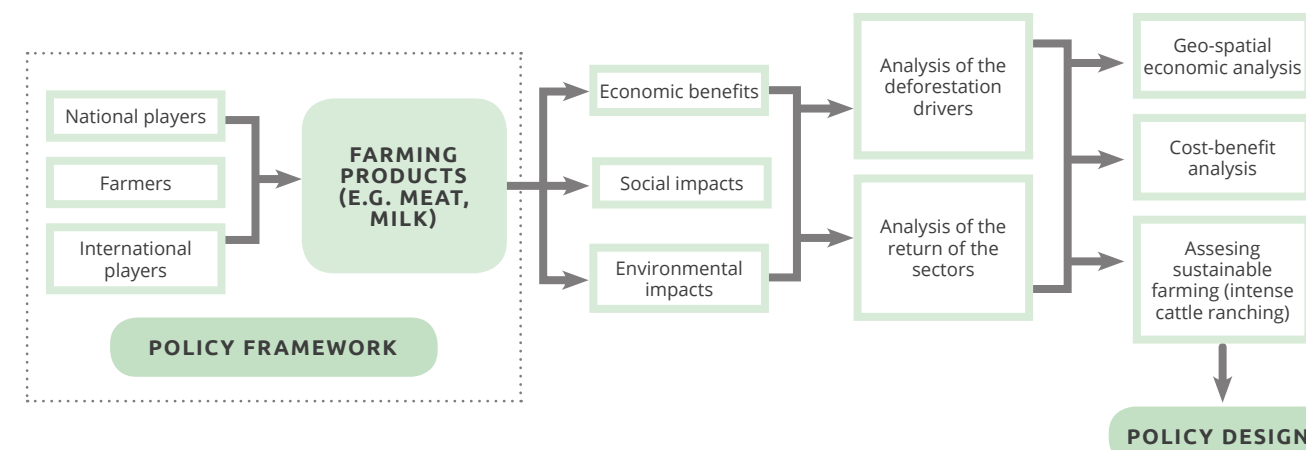 National players
Farmers
International
players
FARMING
PRODUCTS
(E.G. MEAT,
MILK)
POLICY FRAMEWORK
Economic benefits
Social impacts
Environmental
impacts
Analysis of the
deforestation
drivers
Analysis of the
return of the
sectors
Geo-spatial
economic analysis
Cost-benefit
analysis
Assesing
sustainable
farming (intense
cattle ranching)
POLICY DESIGN